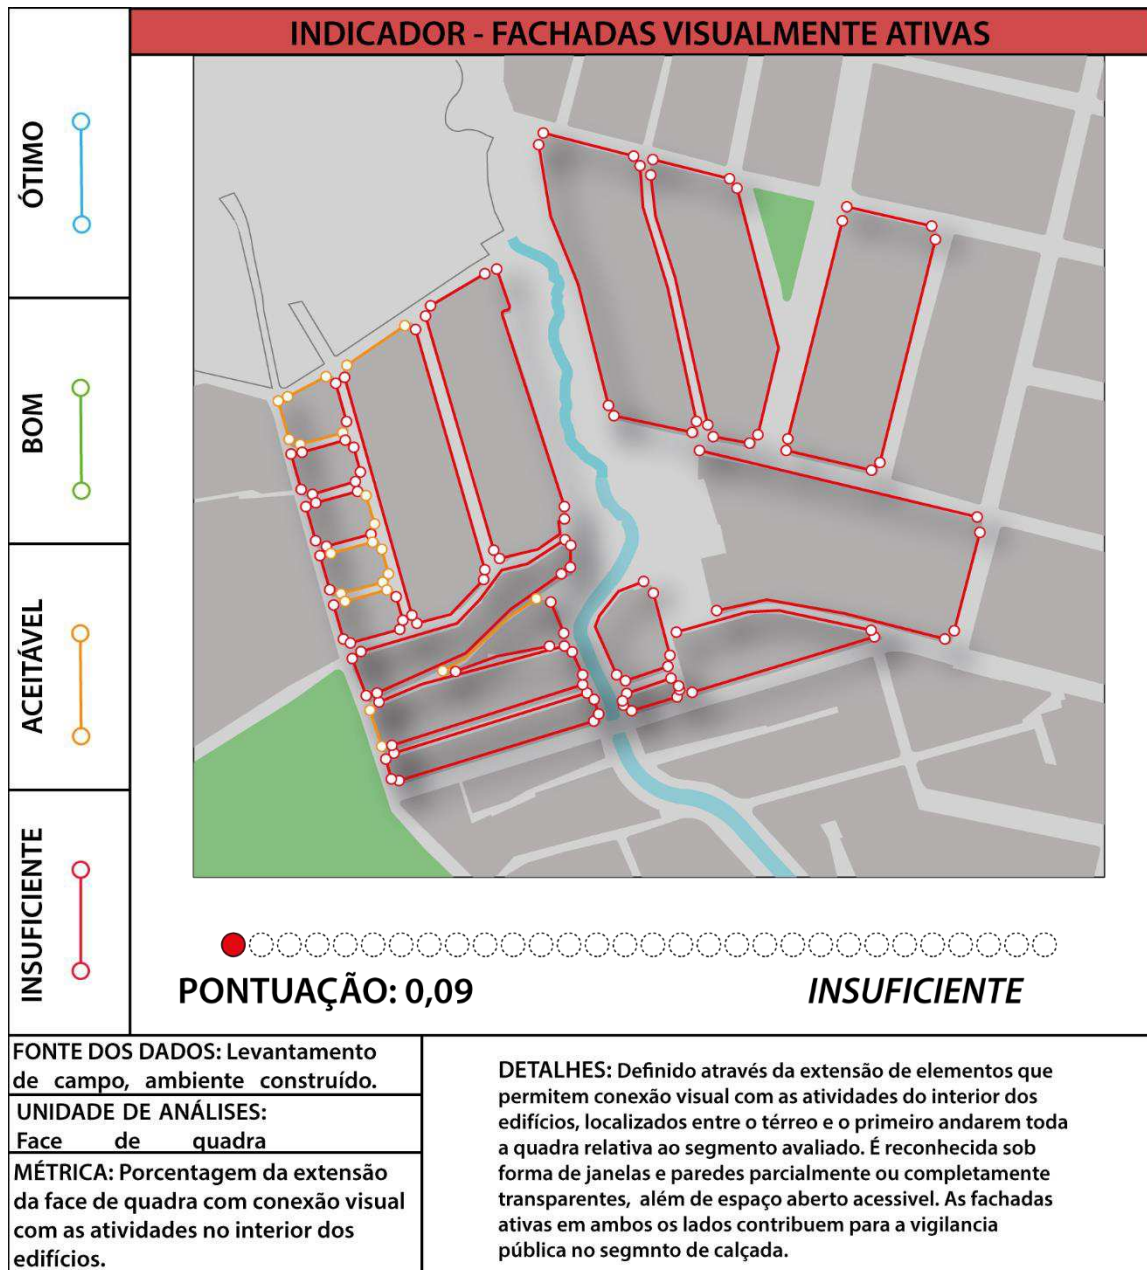 INDICADOR - FACHADAS VISUALMENTE ATIVAS
ÓTIMO
BOM
ACEITÁVEL
INSUFICIENTE
PONTUAÇÃO: 0,09
INSUFICIENTE
FONTE DOS DADOS: Levantamento
de campo, ambiente construído.
UNIDADE DE ANÁLISES:
Face de quadra
MÉTRICA: Porcentagem da extensão
da face de quadra com conexão visual
com as atividades no interior dos
edifícios.
DETALHES: Definido através da extensão de elementos que
permitem conexão visual com as atividades do interior dos
edifícios, localizados entre o térreo e o primeiro andarem toda
a quadra relativa ao segmento avaliado. É reconhecida sob
forma de janelas e paredes parcialmente ou completamente
transparentes, além de espaço aberto acessivel. As fachadas
ativas em ambos os lados contribuem para a vigilancia
pública no segmnto de calçada.